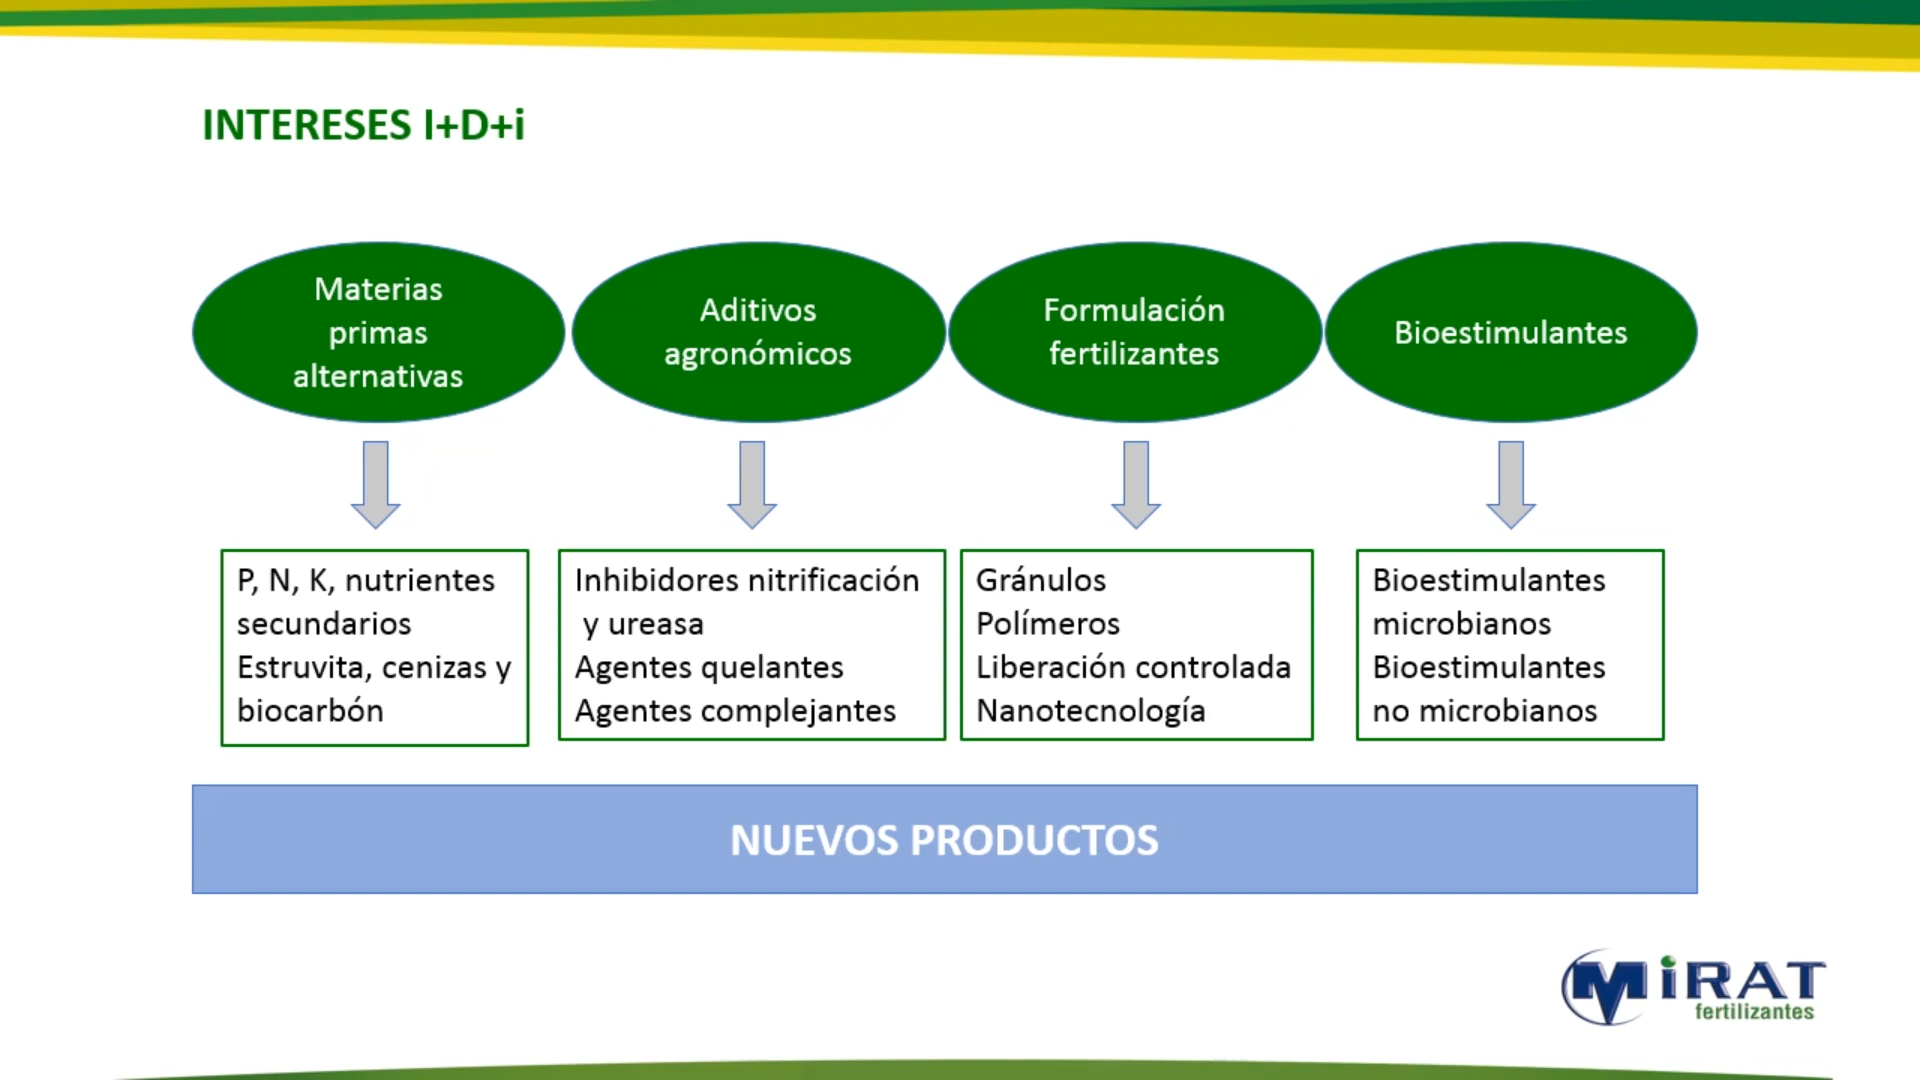 INTERESES I+D+i
Materias
primas
alternativas
Aditivos
agronómicos
Formulación
fertilizantes
Bioestimulantes
P, N, K, nutrientes
secundarios
Estruvita, cenizas y
biocarbón
Inhibidores nitrificación
y ureasa
Agentes quelantes
Agentes complejantes
Gránulos
Polímeros
Liberación controlada
Nanotecnología
Bioestimulantes
microbianos
Bioestimulantes
no microbianos
NUEVOS PRODUCTOS
MiRAT
fertilizantes